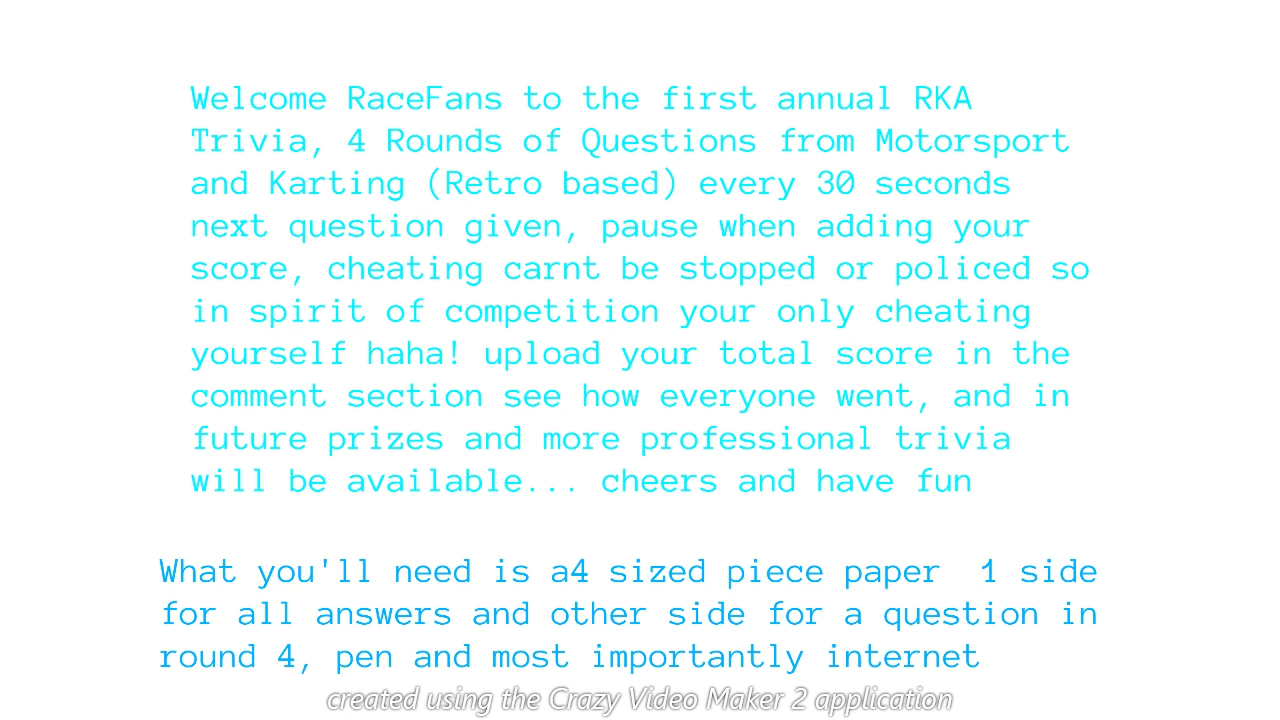 Welcome RaceFans to the first annual RKA
Trivia, 4 Rounds of Questions from Motorsport
and Karting (Retro based) every 30 seconds
next question given, pause when adding your
score, cheating carnt be stopped or policed so
in spirit of competition your only cheating
yourself haha! upload your total score in the
comment section see how everyone went, and in
future prizes and more professional trivia
will be available... cheers and have fun
What you'll need is a4 sized piece paper  1 side
for all answers and other side for a question in
round 4, pen and most importantly internet
created using the Crazy Video Maker 2 application